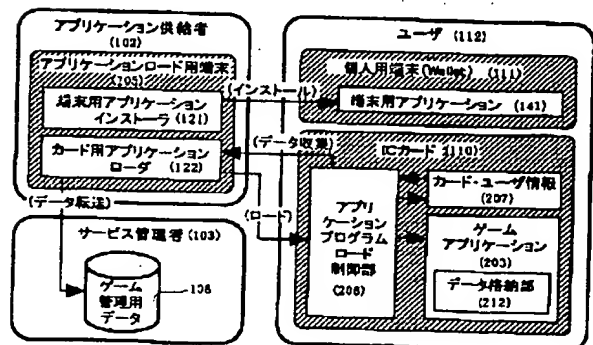 アプリケーション供給者
(102)
アプリケーションロード用端末
(105)
端末用アプリケーション
インストーラ (121)
カード用アプリケーション
ローダ (122)
(インストール)
(データ収集)
(データ転送)
(ロード)
サービス管理者 (103)
ゲーム
管理用
データ
106
ユーザ (112)
個人用端末(Wallet) (111)
端末用アプリケーション (141)
ICカード (110)
アプリ
ケーション
プログラム
ロード
制御部
(206)
カード・ユーザ情報
(207)
ゲーム
アプリケーション
(203)
データ格納部
(212)